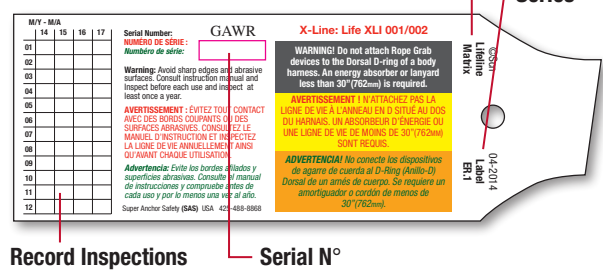 Series
M/Y - M/A
14 15 16 17
01
02
03
04
05
06
07
08
09
10
11
12
Serial Number:
NUMÉRO DE SÉRIE :
Número de série:
GAWR
Warning: Avoid sharp edges and abrasive
surfaces. Consult instruction manual and
Inspect before each use and inspect at
least once a year.
AVERTISSEMENT : ÉVITEZ TOUT CONTACT
AVEC DES BORDS COUPANTS OU DES
SURFACES ABRASIVES. CONSULTEZ LE
MANUEL D'INSTRUCTION ET INSPECTEZ
LA LIGNE DE VIE ANNUELLEMENT AINSI
QU'AVANT CHAQUE UTILISATION.
Advertencia: Evite los bordes afilados y
superficies abrasivas. Consulte el manual
de instrucciones y compruebe antes de
cada uso y por lo menos una vez al año.
Super Anchor Safety (SAS) USA 425-488-8868
X-Line: Life XLI 001/002
WARNING! Do not attach Rope Grab
devices to the Dorsal D-ring of a body
harness. An energy absorber or lanyard
less than 30"(762mm) is required.
AVERTISSEMENT ! N'ATTACHEZ PAS LA
LIGNE DE VIE À L'ANNEAU EN D SITUÉ AU DOS
DU HARNAIS. UN ABSORBEUR D'ÉNERGIE OU
UNE LIGNE DE VIE DE MOINS DE 30"(762MM)
SONT REQUIS.
ADVERTENCIA! No conecte los dispositivos
de agarre de cuerda al D-Ring (Anillo-D)
Dorsal de un arnés de cuerpo. Se requiere un
amortiguador o cordón de menos de
30"(762mm).
©Sun
Lifeline
Matrix
04-2014
Label
ER.1
Record Inspections
Serial N°